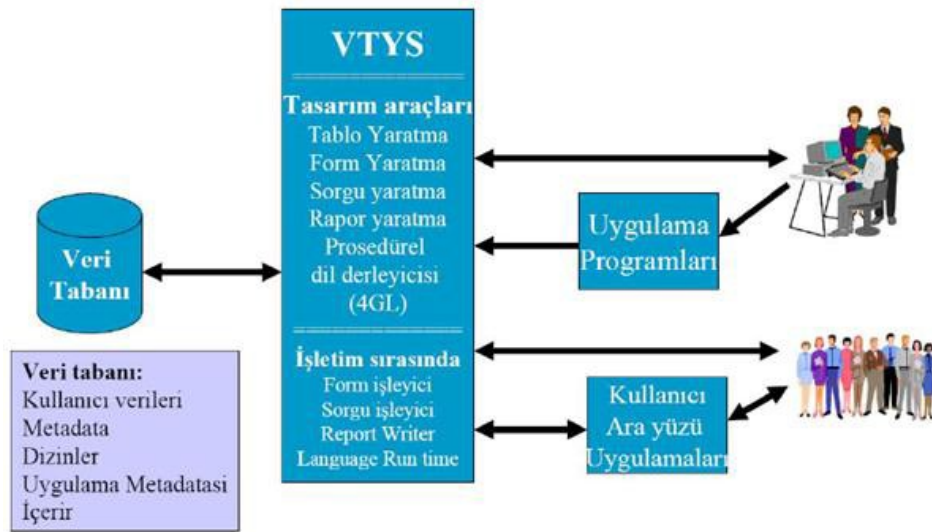 VTYS
Tasarım araçları
Tablo Yaratma
Form Yaratma
Sorgu yaratma
Rapor yaratma
Prosedürel
dil derleyicisi
(4GL)
İşletim sırasında
Form işleyici
Sorgu işleyici
Report Writer
Language Run time
Veri
Tabanı
Veri tabanı:
Kullanıcı verileri
Metadata
Dizinler
Uygulama Metadatasi
İçerir
Uygulama
Programları
Kullanıcı
Ara yüzü
Uygulamaları